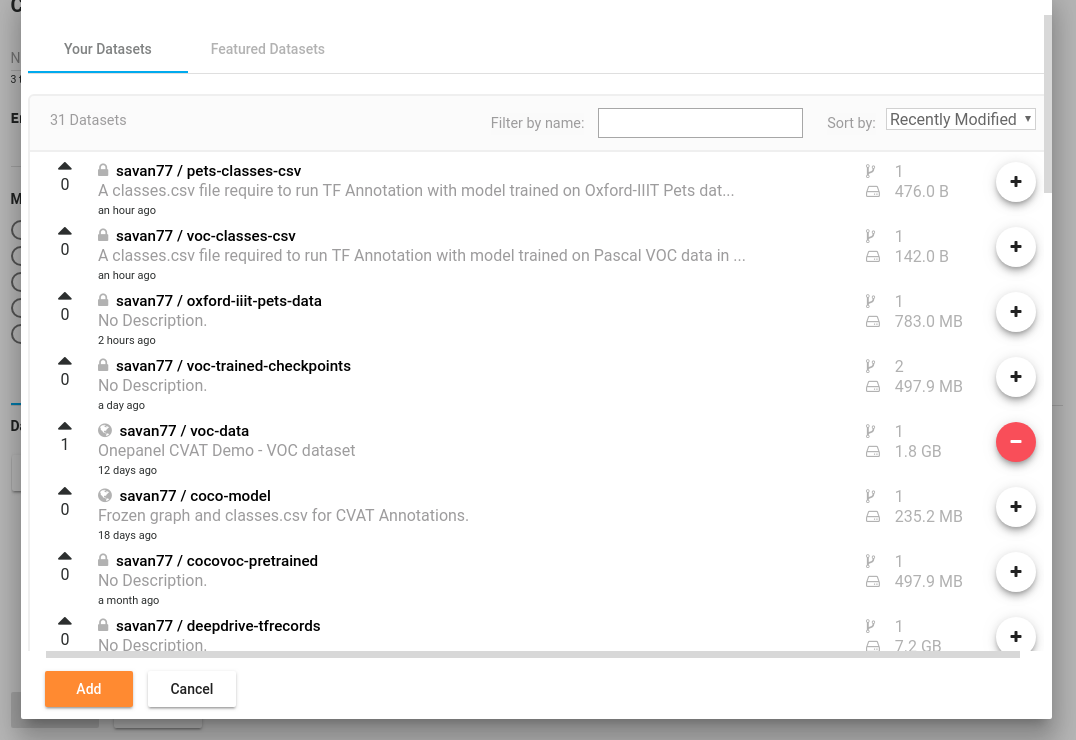 C
N
3 t
Your Datasets Featured Datasets
31 Datasets Filter by name: Sort by: Recently Modified
0 savan77 / pets-classes-csv 1
A classes.csv file require to run TF Annotation with model trained on Oxford-IIIT Pets dat... 476.0 B
an hour ago
0 savan77 / voc-classes-csv 1
A classes.csv file required to run TF Annotation with model trained on Pascal VOC data in ... 142.0 B
an hour ago
0 savan77 / oxford-iiit-pets-data 1
No Description. 783.0 MB
2 hours ago
0 savan77 / voc-trained-checkpoints 2
No Description. 497.9 MB
a day ago
1 savan77 / voc-data 1
Onepanel CVAT Demo - VOC dataset 1.8 GB
12 days ago
0 savan77 / coco-model 1
Frozen graph and classes.csv for CVAT Annotations. 235.2 MB
18 days ago
0 savan77 / cocovoc-pretrained 1
No Description. 497.9 MB
a month ago
0 savan77 / deepdrive-tfrecords 1
No Description. 7.2 GB
Add Cancel